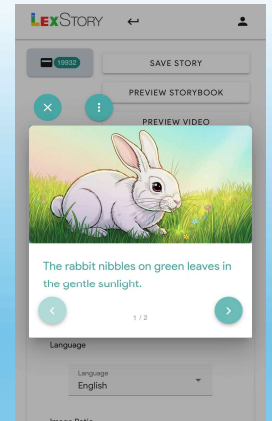 LEXSTORY
19932
SAVE STORY
PREVIEW STORYBOOK
PREVIEW VIDEO
The rabbit nibbles on green leaves in
the gentle sunlight.
1 / 2
Language
Language
English
Image Ratio